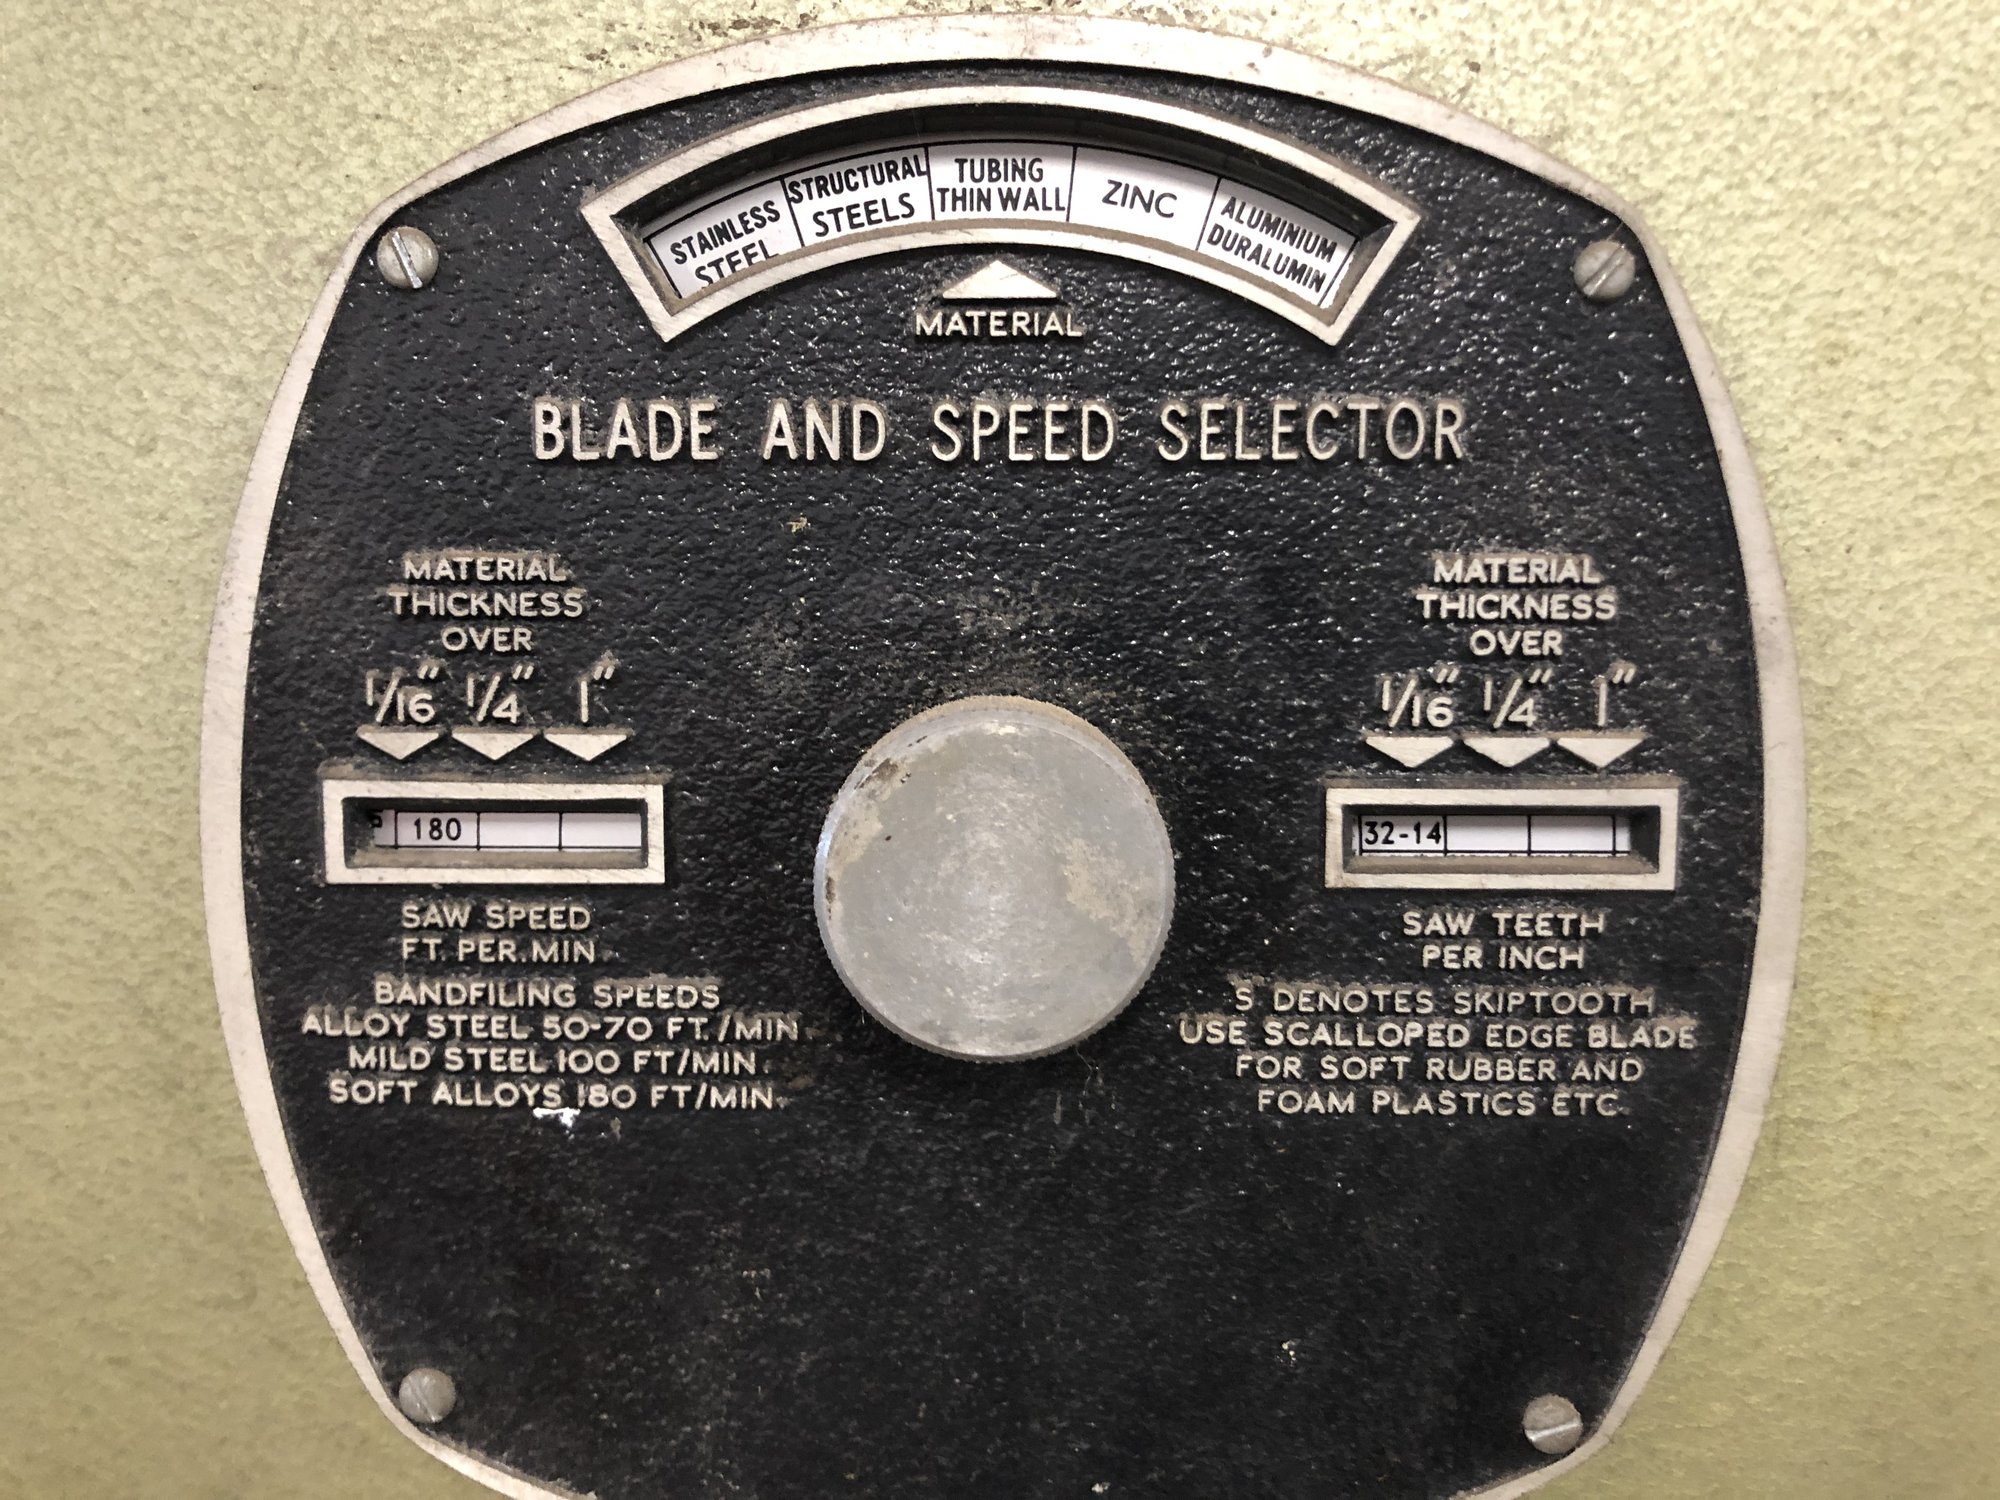 STAINLESS
STEEL
STRUCTURAL
STEELS
TUBING
THIN WALL
ZINC
ALUMINIUM
DURALUMIN
MATERIAL
BLADE AND SPEED SELECTOR
MATERIAL
THICKNESS
OVER
1/16" 1/4" 1"
180
SAW SPEED
FT. PER. MIN.
BANDFILING SPEEDS
ALLOY STEEL 50-70 FT./MIN.
MILD STEEL 100 FT/MIN.
SOFT ALLOYS 180 FT/MIN.
MATERIAL
THICKNESS
OVER
1/16" 1/4" 1"
32-14
SAW TEETH
PER INCH
S DENOTES SKIPTOOTH
USE SCALLOPED EDGE BLADE
FOR SOFT RUBBER AND
FOAM PLASTICS ETC.